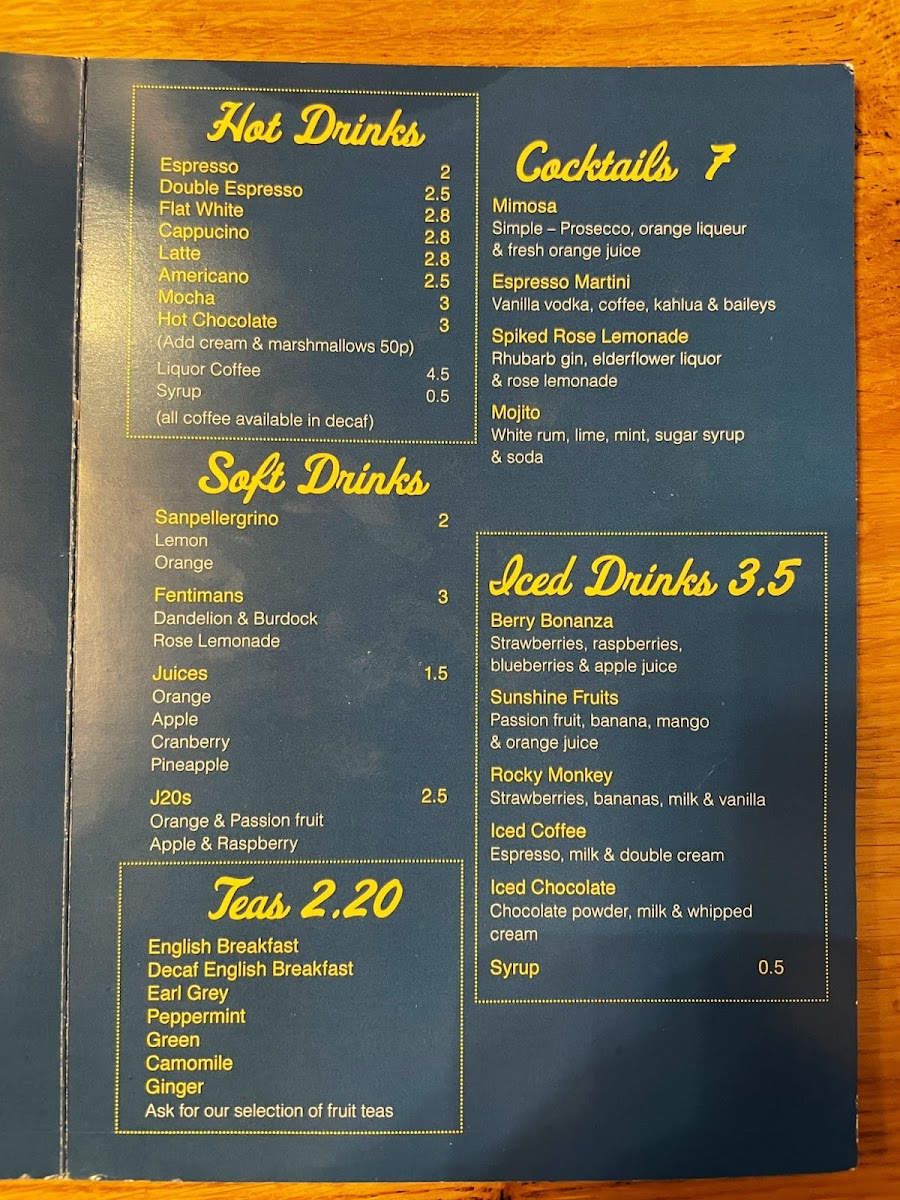 Hot Drinks
Espresso 2
Double Espresso 2.5
Flat White 2.8
Cappucino 2.8
Latte 2.8
Americano 2.5
Mocha 3
Hot Chocolate 3
(Add cream & marshmallows 50p)
Liquor Coffee 4.5
Syrup 0.5
(all coffee available in decaf)
Soft Drinks
Sanpellergrino 2
Lemon
Orange
Fentimans 3
Dandelion & Burdock
Rose Lemonade
Juices 1.5
Orange
Apple
Cranberry
Pineapple
J20s 2.5
Orange & Passion fruit
Apple & Raspberry
Teas 2.20
English Breakfast
Decaf English Breakfast
Earl Grey
Peppermint
Green
Camomile
Ginger
Ask for our selection of fruit teas
Cocktails 7
Mimosa
Simple – Prosecco, orange liqueur
& fresh orange juice
Espresso Martini
Vanilla vodka, coffee, kahlua & baileys
Spiked Rose Lemonade
Rhubarb gin, elderflower liquor
& rose lemonade
Mojito
White rum, lime, mint, sugar syrup
& soda
Iced Drinks 3.5
Berry Bonanza
Strawberries, raspberries,
blueberries & apple juice
Sunshine Fruits
Passion fruit, banana, mango
& orange juice
Rocky Monkey
Strawberries, bananas, milk & vanilla
Iced Coffee
Espresso, milk & double cream
Iced Chocolate
Chocolate powder, milk & whipped
cream
Syrup 0.5